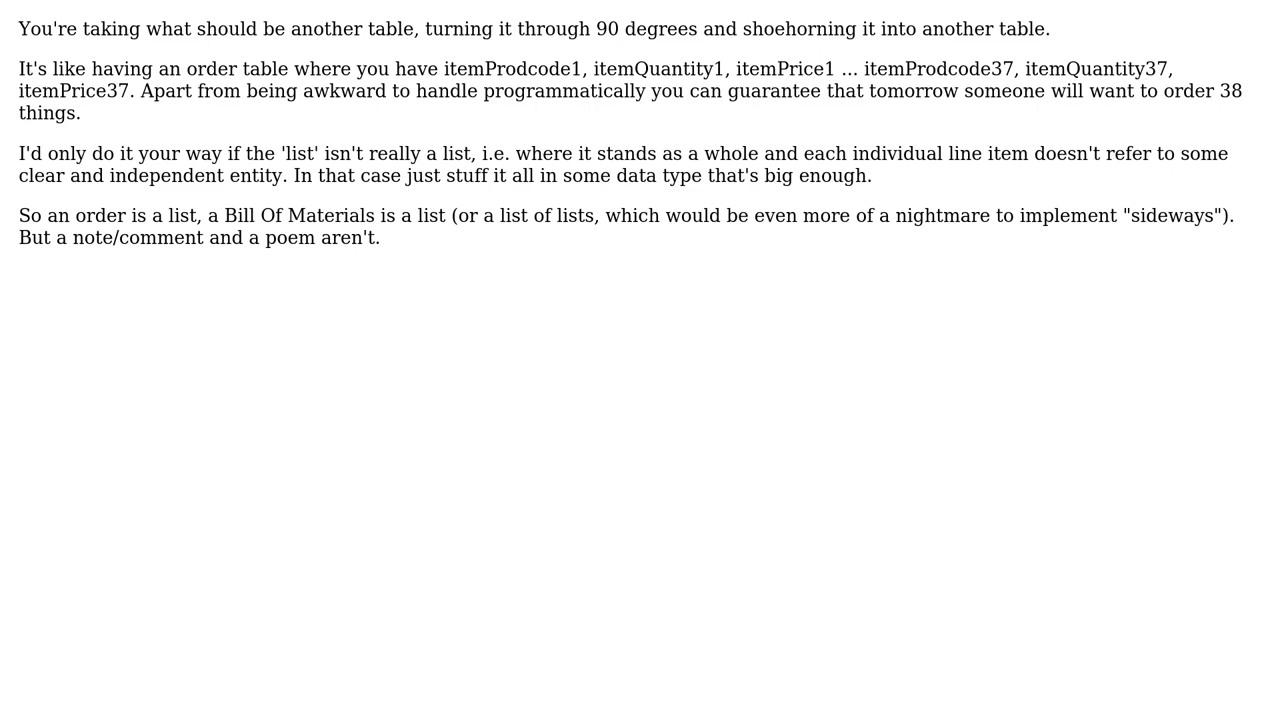 You're taking what should be another table, turning it through 90 degrees and shoehorning it into another table.
It's like having an order table where you have itemProdcode1, itemQuantity1, itemPrice1 ... itemProdcode37, itemQuantity37,
itemPrice37. Apart from being awkward to handle programmatically you can guarantee that tomorrow someone will want to order 38
things.
I'd only do it your way if the 'list' isn't really a list, i.e. where it stands as a whole and each individual line item doesn't refer to some
clear and independent entity. In that case just stuff it all in some data type that's big enough.
So an order is a list, a Bill Of Materials is a list (or a list of lists, which would be even more of a nightmare to implement "sideways").
But a note/comment and a poem aren't.